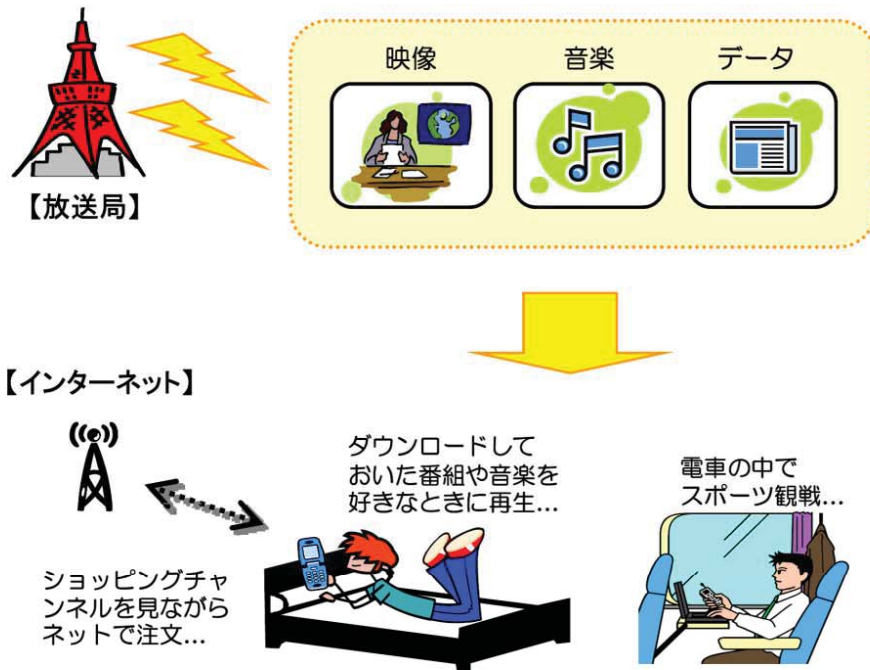 映像
音楽
データ
【放送局】
【インターネット】
ダウンロードして
おいた番組や音楽を
好きなときに再生…
電車の中で
スポーツ観戦…
ショッピングチャ
ンネルを見ながら
ネットで注文…